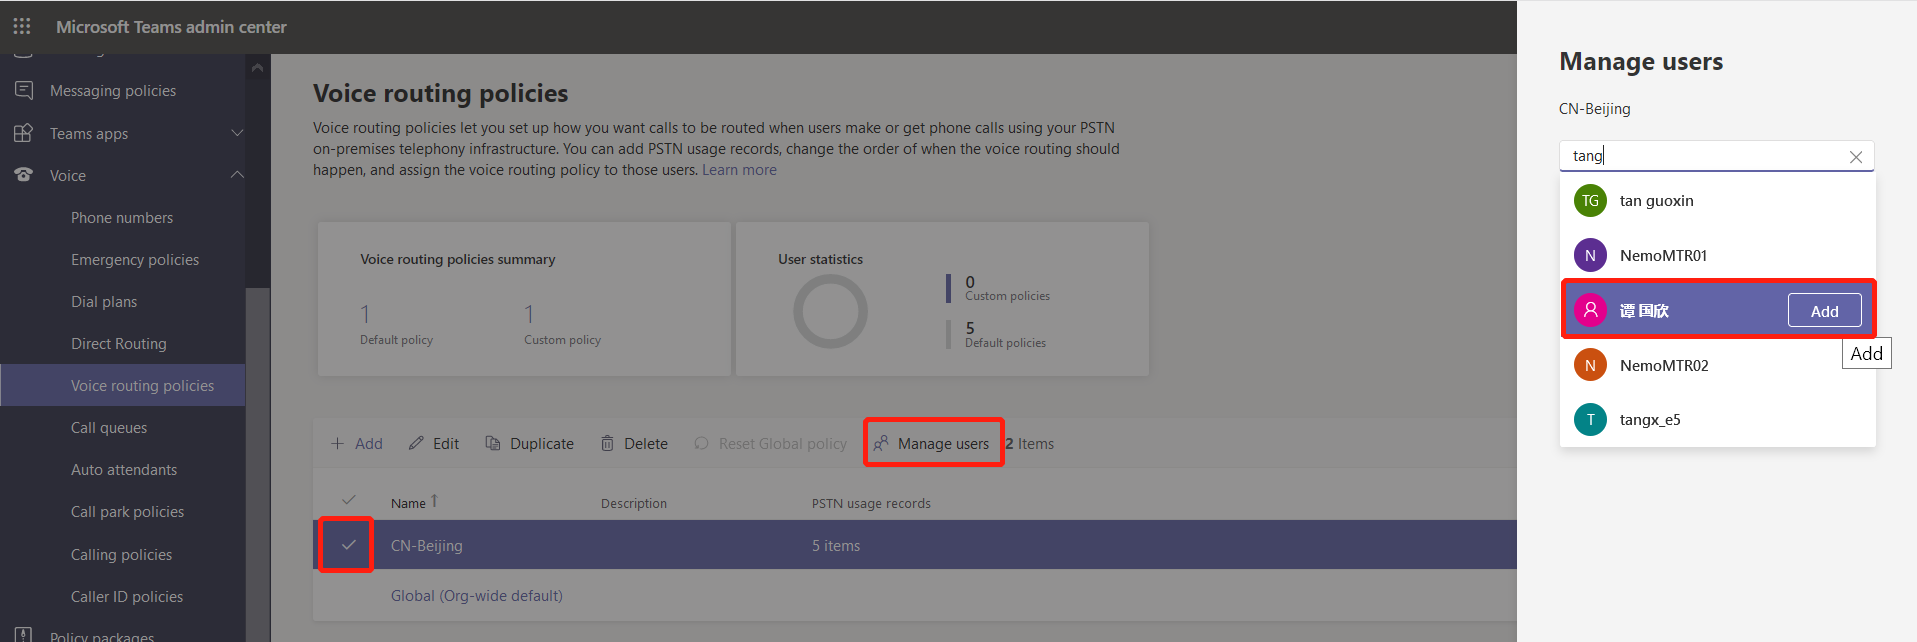 Microsoft Teams admin center
Messaging policies
Teams apps
Voice
Phone numbers
Emergency policies
Dial plans
Direct Routing
Voice routing policies
Call queues
Auto attendants
Call park policies
Calling policies
Caller ID policies
Policy packages
Voice routing policies
Voice routing policies let you set up how you want calls to be routed when users make or get phone calls using your PSTN
on-premises telephony infrastructure. You can add PSTN usage records, change the order of when the voice routing should
happen, and assign the voice routing policy to those users. Learn more
Voice routing policies summary
1
Default policy
1
Custom policy
User statistics
0
Custom policies
5
Default policies
Add Edit Duplicate Delete Reset Global policy Manage users 2 Items
Name Description PSTN usage records
CN-Beijing 5 items
Global (Org-wide default)
Manage users
CN-Beijing
tang
TG tan guoxin
N NemoMTR01
谭 国欣 Add
Add
N NemoMTR02
T tangx_e5